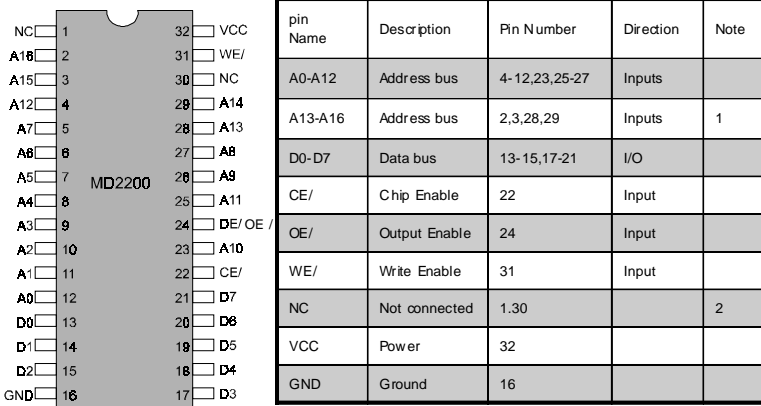 NC 1 32 VCC
A16 2 31 WE/
A15 3 30 NC
A12 4 29 A14
A7 5 28 A13
A6 6 27 A8
A5 7 26 A9
MD2200
A4 8 25 A11
A3 9 24 OE/ OE /
A2 10 23 A10
A1 11 22 CE/
A0 12 21 D7
D0 13 20 D6
D1 14 19 D5
D2 15 18 D4
GND 16 17 D3
pin Name Description Pin Number Direction Note
A0-A12 Address bus 4-12,23,25-27 Inputs
A13-A16 Address bus 2,3,28,29 Inputs 1
D0-D7 Data bus 13-15,17-21 I/O
CE/ Chip Enable 22 Input
OE/ Output Enable 24 Input
WE/ Write Enable 31 Input
NC Not connected 1.30 2
VCC Power 32
GND Ground 16